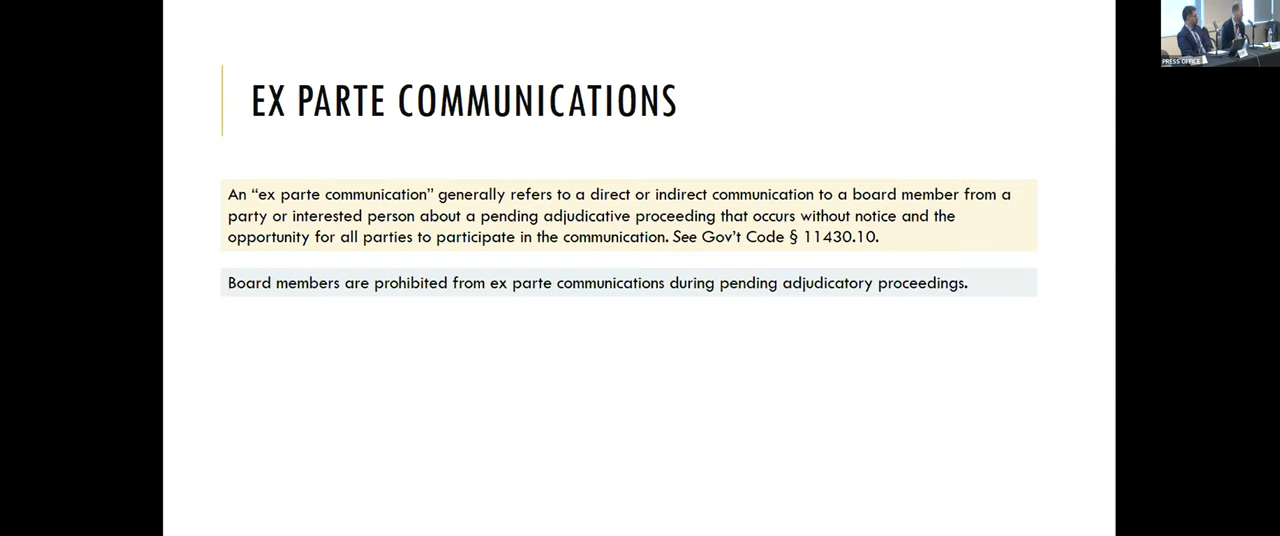 EX PARTE COMMUNICATIONS
An “ex parte communication” generally refers to a direct or indirect communication to a board member from a
party or interested person about a pending adjudicative proceeding that occurs without notice and the
opportunity for all parties to participate in the communication. See Gov’t Code § 11430.10.
Board members are prohibited from ex parte communications during pending adjudicatory proceedings.
PRESS OFFICE